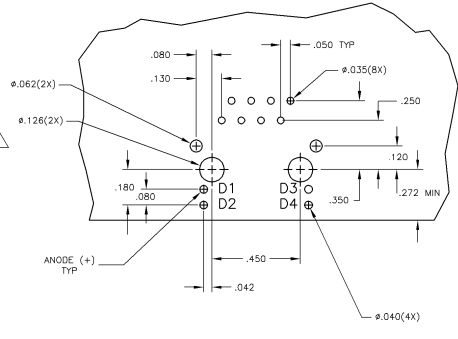 .080
.050 TYP
.130
ø.035(8X)
ø.062(2X)
.250
ø.126(2X)
.120
.180
D1
D3
.272 MIN
.080
D2
D4
.350
ANODE (+)
TYP
.450
.042
ø.040(4X)